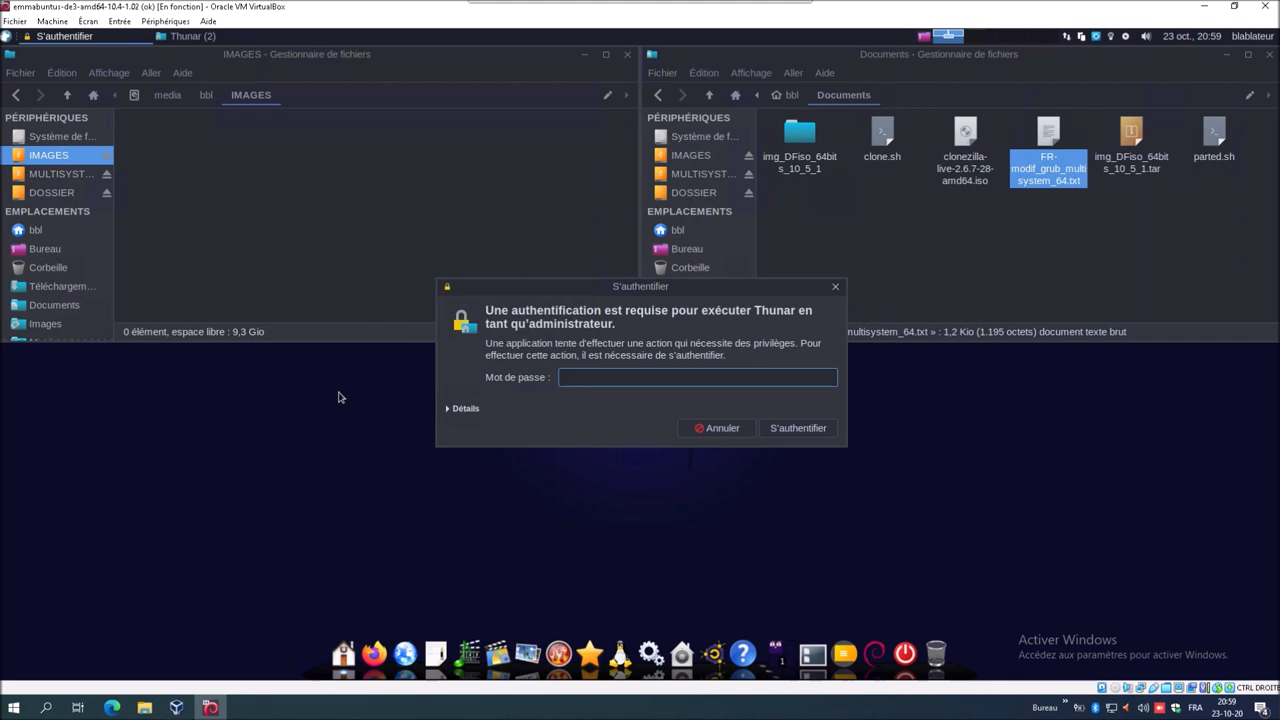 emmabuntus-de3-amd64-10.4-1.02 (ok) [En fonction] - Oracle VM VirtualBox
Fichier Machine Écran Entrée Périphériques Aide
S'authentifier Thunar (2) 23 oct., 20:59 blablateur
IMAGES - Gestionnaire de fichiers
Fichier Édition Affichage Aller Aide
media bbl IMAGES
PÉRIPHÉRIQUES
Système de f...
IMAGES
MULTISYST...
DOSSIER
EMPLACEMENTS
bbl
Bureau
Corbeille
Téléchargem...
Documents
Images
0 élément, espace libre : 9,3 Gio
Documents - Gestionnaire de fichiers
Fichier Édition Affichage Aller Aide
bbl Documents
PÉRIPHÉRIQUES
Système de f...
IMAGES
MULTISYST...
DOSSIER
EMPLACEMENTS
bbl
Bureau
Corbeille
img_DFiso_64bit
s_10_5_1
clone.sh
clonezilla-
live-2.6.7-28-
amd64.iso
FR-
modif_grub_multi
system_64.txt
img_DFiso_64bit
s_10_5_1.tar
parted.sh
multisystem_64.txt » : 1,2 Kio (1.195 octets) document texte brut
S'authentifier
Une authentification est requise pour exécuter Thunar en
tant qu'administrateur.
Une application tente d'effectuer une action qui nécessite des privilèges. Pour
effectuer cette action, il est nécessaire de s'authentifier.
Mot de passe :
Détails
Annuler S'authentifier
1
Activer Windows
Accédez aux paramètres pour activer Windows.
CTRL DROITE
Bureau » FRA 20:59
23-10-20
4